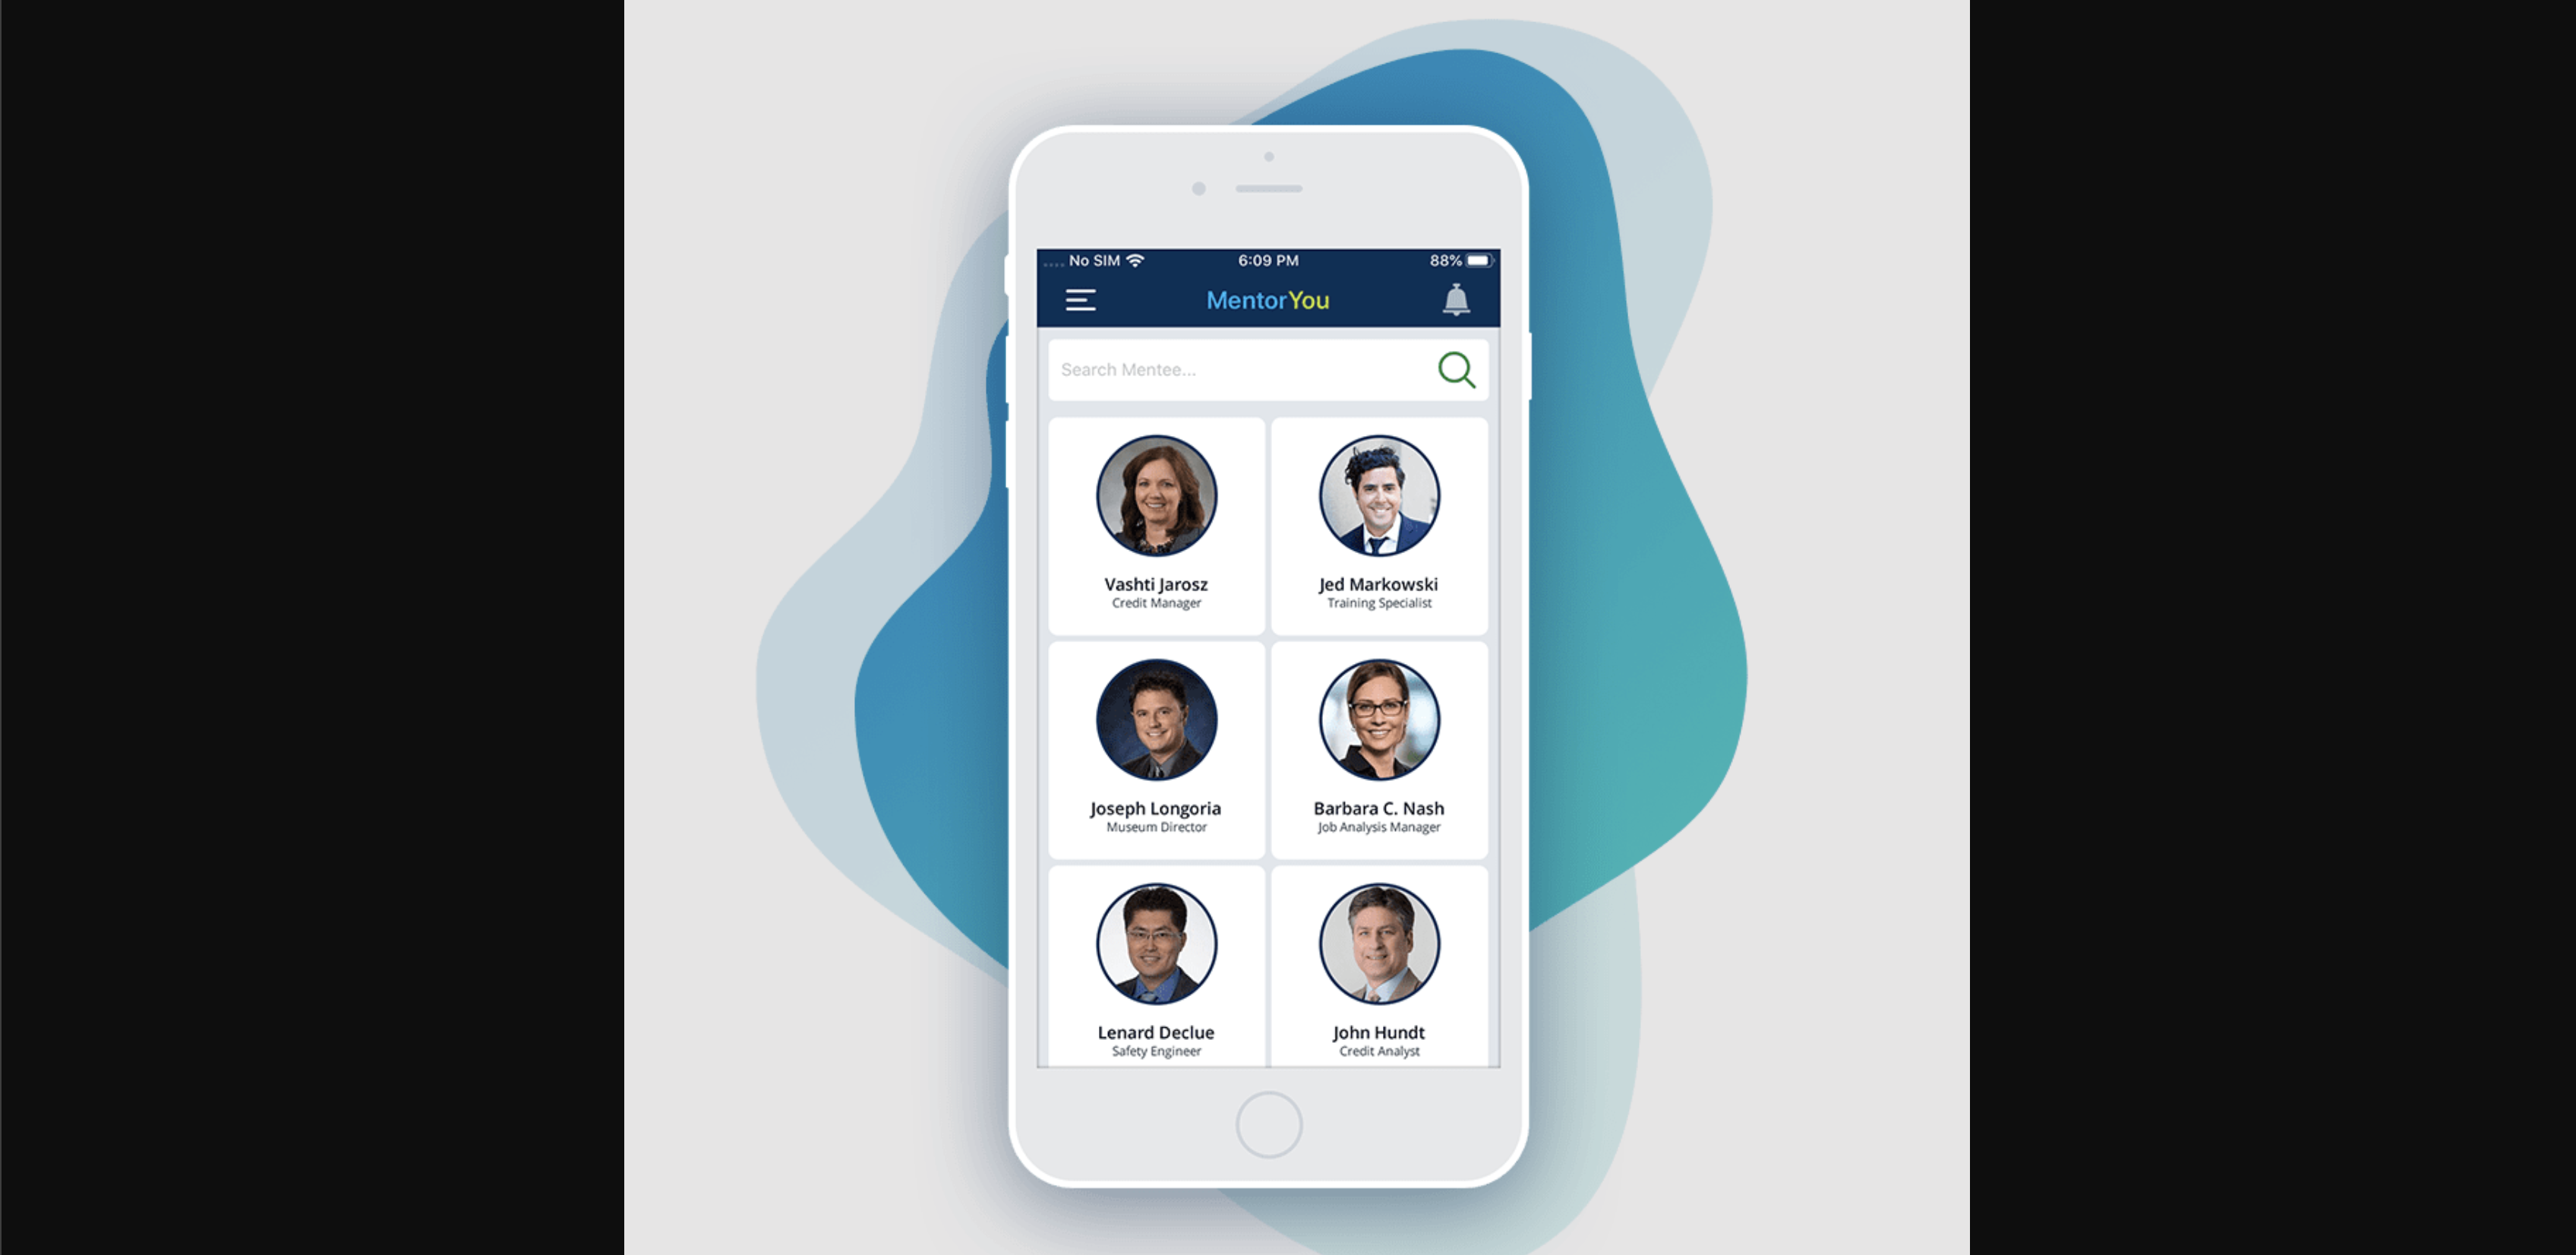 No SIM 6:09 PM 88%
MentorYou
Search Mentee...
Vashti Jarosz
Credit Manager
Jed Markowski
Training Specialist
Joseph Longoria
Museum Director
Barbara C. Nash
Job Analysis Manager
Lenard Declue
Safety Engineer
John Hundt
Credit Analyst